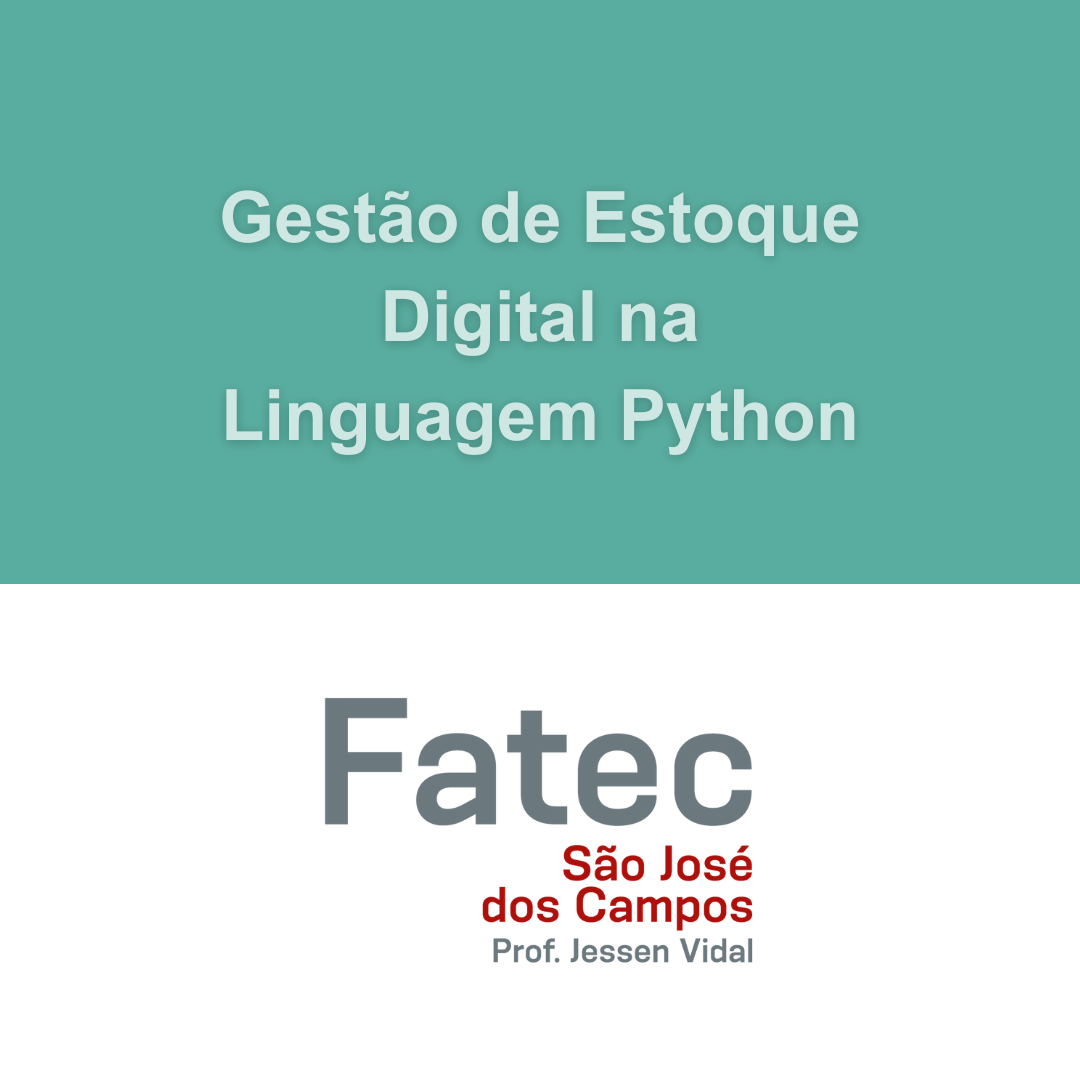 Gestão de Estoque
Digital na
Linguagem Python
Fatec
São José
dos Campos
Prof. Jessen Vidal